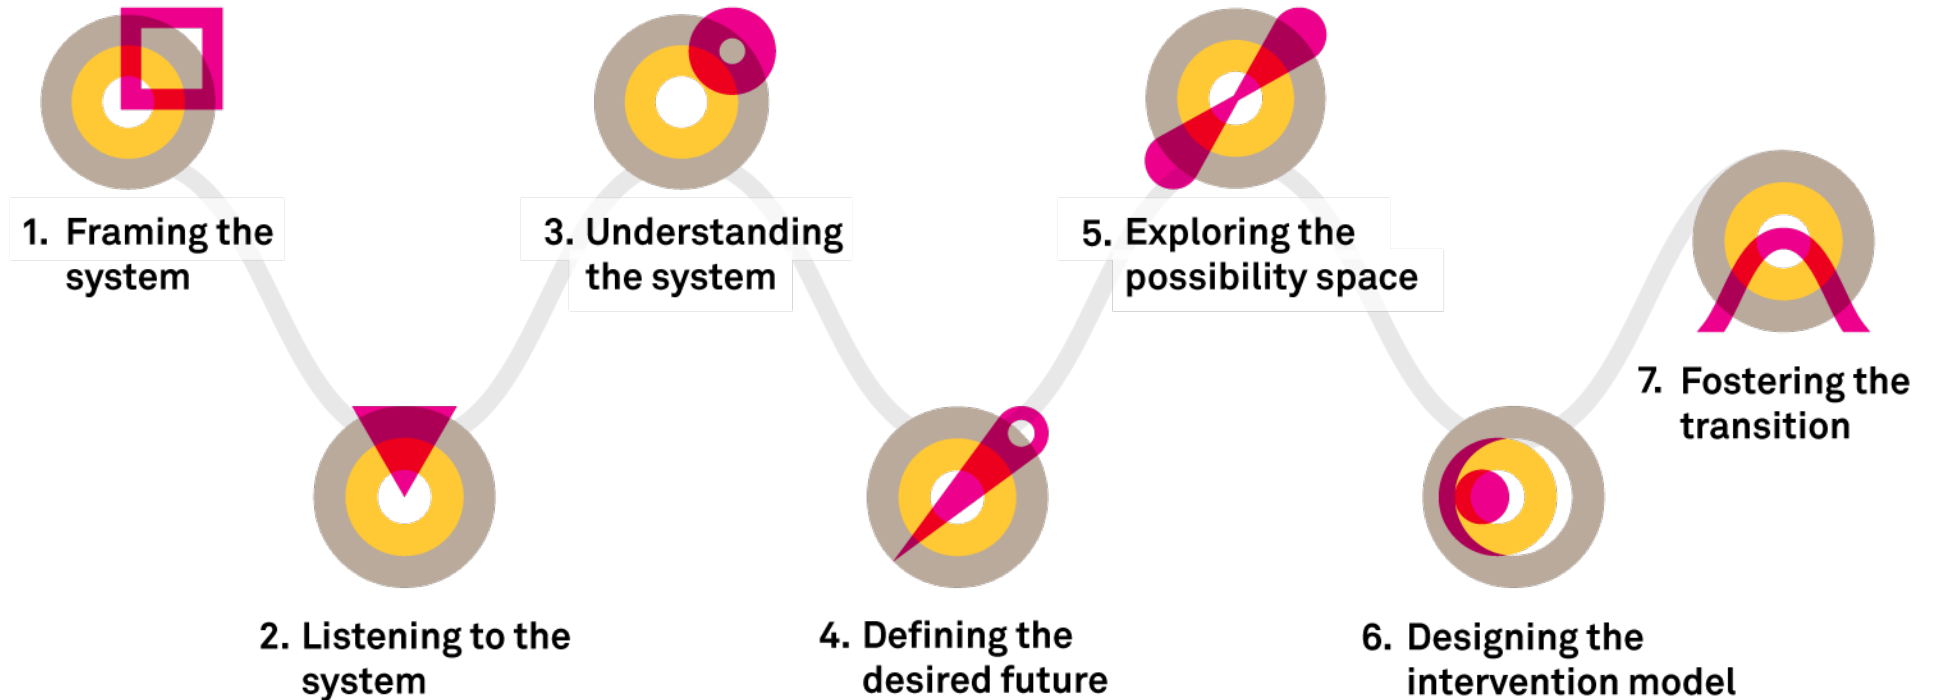 1. Framing the
system
2. Listening to the
system
3. Understanding
the system
4. Defining the
desired future
5. Exploring the
possibility space
6. Designing the
intervention model
7. Fostering the
transition